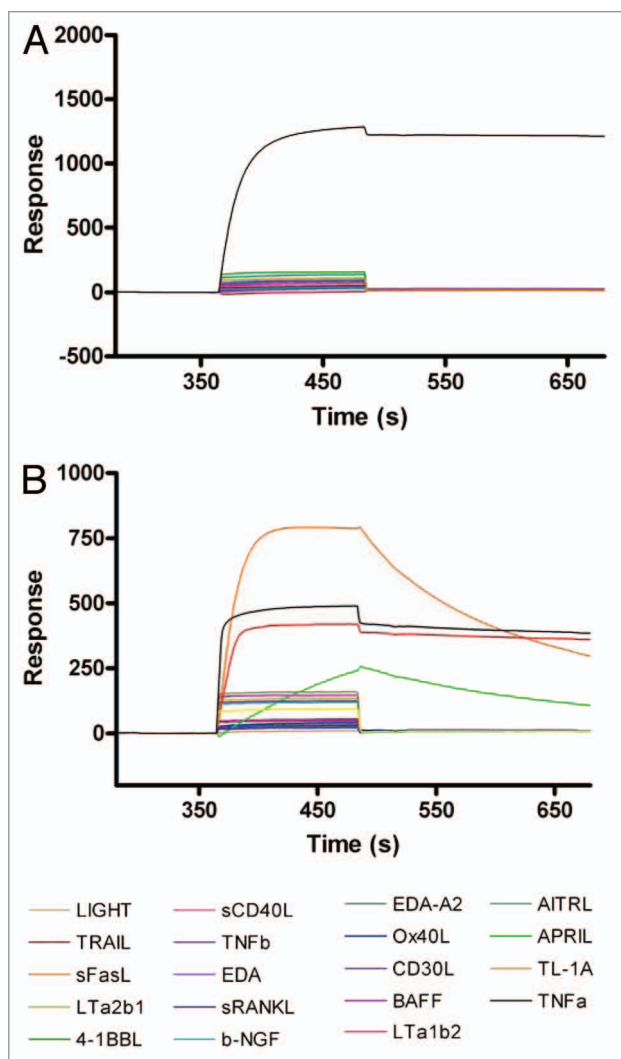 A
2000
1500
1000
500
0
-500
Response
350 450 550 650
Time (s)
B
1000
750
500
250
0
Response
350 450 550 650
Time (s)
LIGHT sCD40L EDA-A2 AITRL
TRAIL TNFb Ox40L APRIL
sFasL EDA CD30L TL-1A
LTa2b1 sRANKL BAFF TNFa
4-1BBL b-NGF LTa1b2